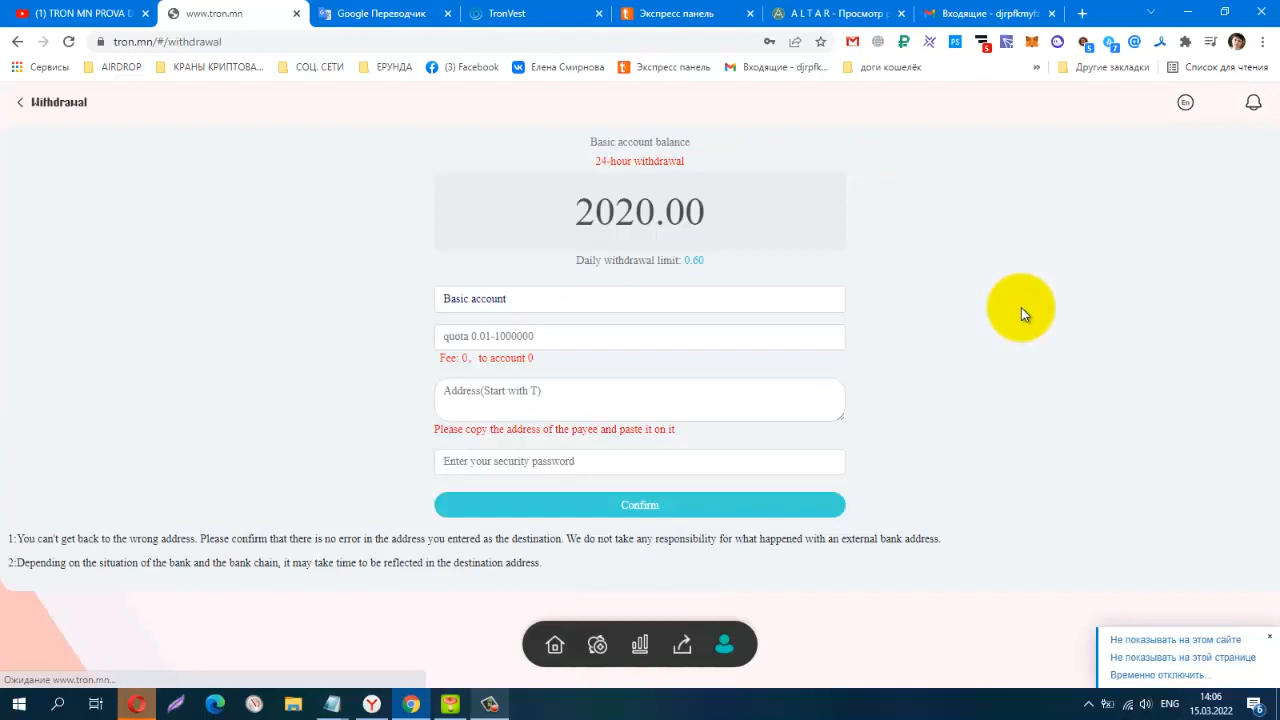 (1) TRON MN PROVA D
www.tron.mn
Google Переводчик
TronVest
Экспресс панель
A L T A R - Просмотр р
Входящие - djrpfkmyfz
tron.mn/#/withdrawal
Сервисы
AIRDROP
КРАНЫ КРИПТОВА...
СОЦ. СЕТИ
ЕРУНДА
(3) Facebook
Елена Смирнова
Экспресс панель
Входящие - djrpfk...
доги кошелёк
»
Другие закладки
Список для чтения
Withdrawal
En
Basic account balance
24-hour withdrawal
2020.00
Daily withdrawal limit: 0.60
Basic account
quota 0.01-1000000
Fee: 0， to account 0
Address(Start with T)
Please copy the address of the payee and paste it on it
Enter your security password
Confirm
1:You can't get back to the wrong address. Please confirm that there is no error in the address you entered as the destination. We do not take any responsibility for what happened with an external bank address.
2:Depending on the situation of the bank and the bank chain, it may take time to be reflected in the destination address.
Не показывать на этом сайте
Не показывать на этой странице
Временно отключить...
Ожидание www.tron.mn...
ENG
14:06
15.03.2022